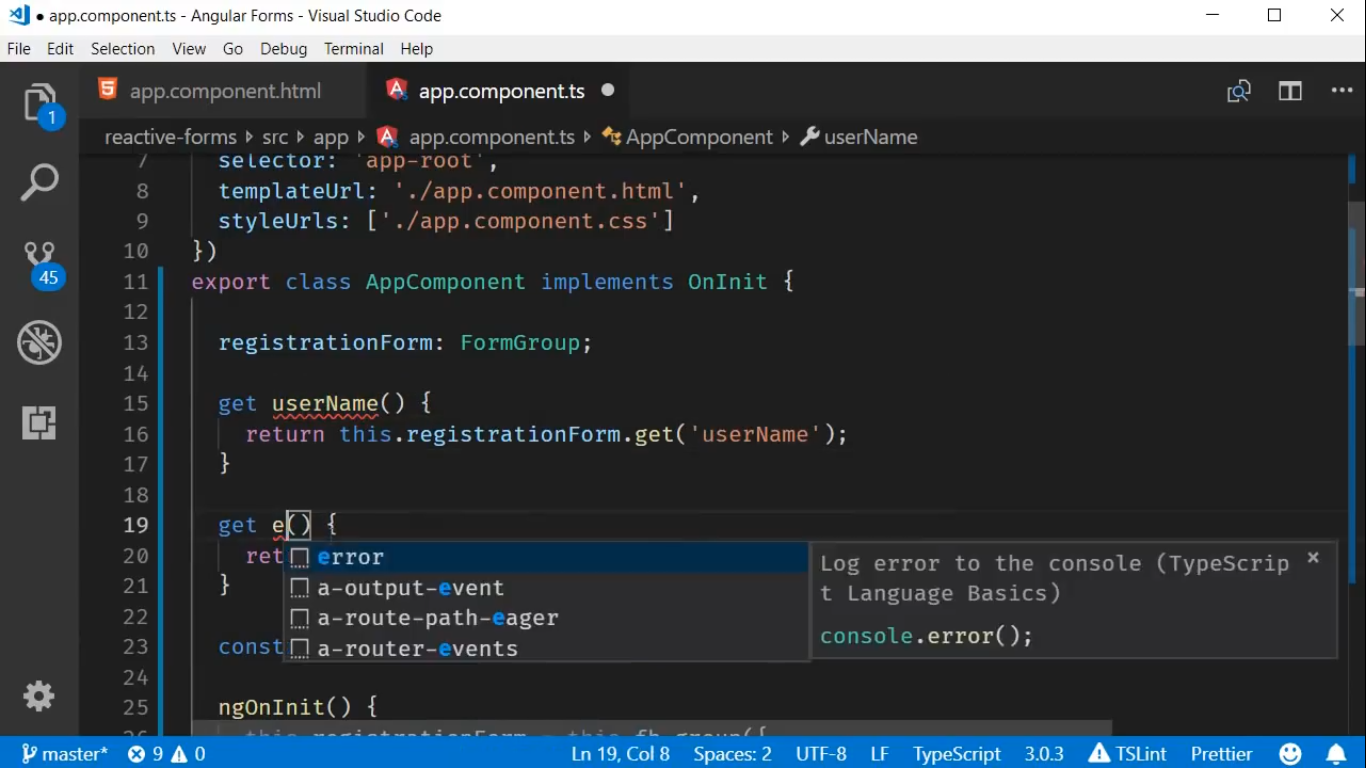 ● app.component.ts - Angular Forms - Visual Studio Code
File Edit Selection View Go Debug Terminal Help
1
45
app.component.html app.component.ts ●
reactive-forms › src › app › app.component.ts › AppComponent › userName
7 selector: 'app-root',
8 templateUrl: './app.component.html',
9 styleUrls: ['./app.component.css']
10 })
11 export class AppComponent implements OnInit {
12
13 registrationForm: FormGroup;
14
15 get userName() {
16 return this.registrationForm.get('userName');
17 }
18
19 get e() {
20 ret
21 }
22
23 const
24
25 ngOnInit() {
error
a-output-event
a-route-path-eager
a-router-events
Log error to the console (TypeScrip
t Language Basics)
console.error();
master* 9 0 Ln 19, Col 8 Spaces: 2 UTF-8 LF TypeScript 3.0.3 TSLint Prettier